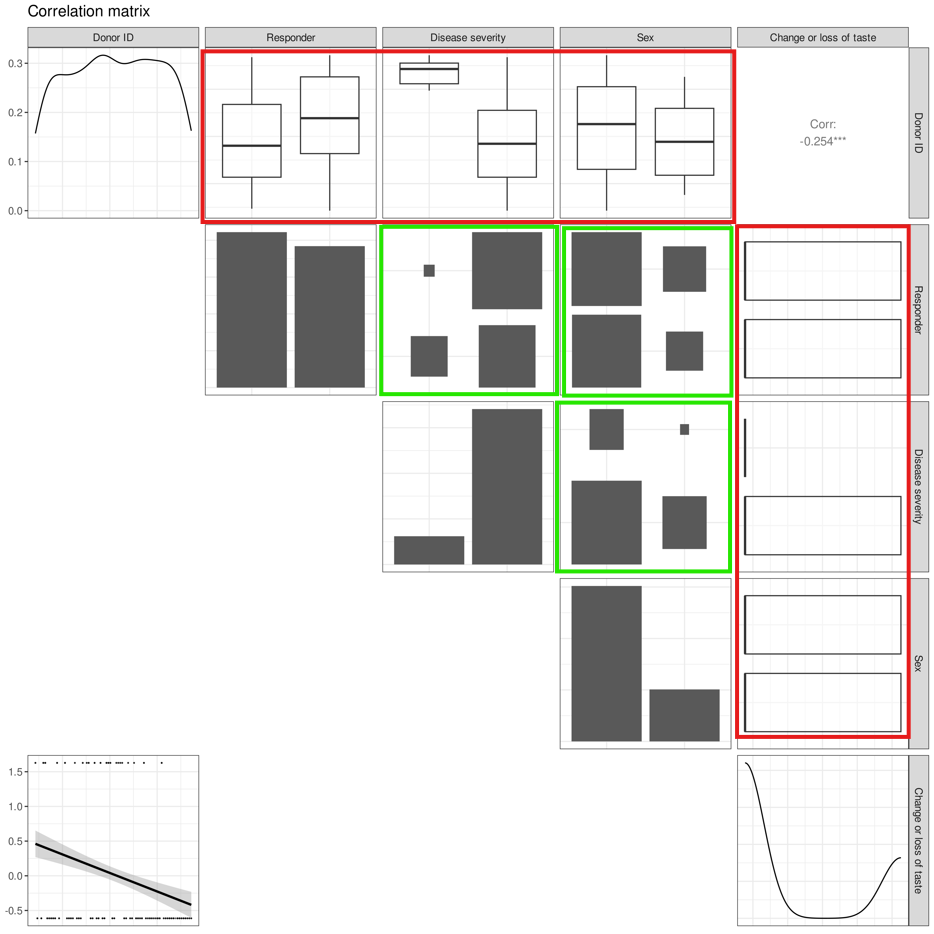 Correlation matrix
Donor ID
Responder
Disease severity
Sex
Change or loss of taste
0.3
0.2
0.1
0.0
Corr:
-0.254***
Donor ID
Responder
Disease severity
Sex
1.5
1.0
0.5
0.0
-0.5
Change or loss of taste